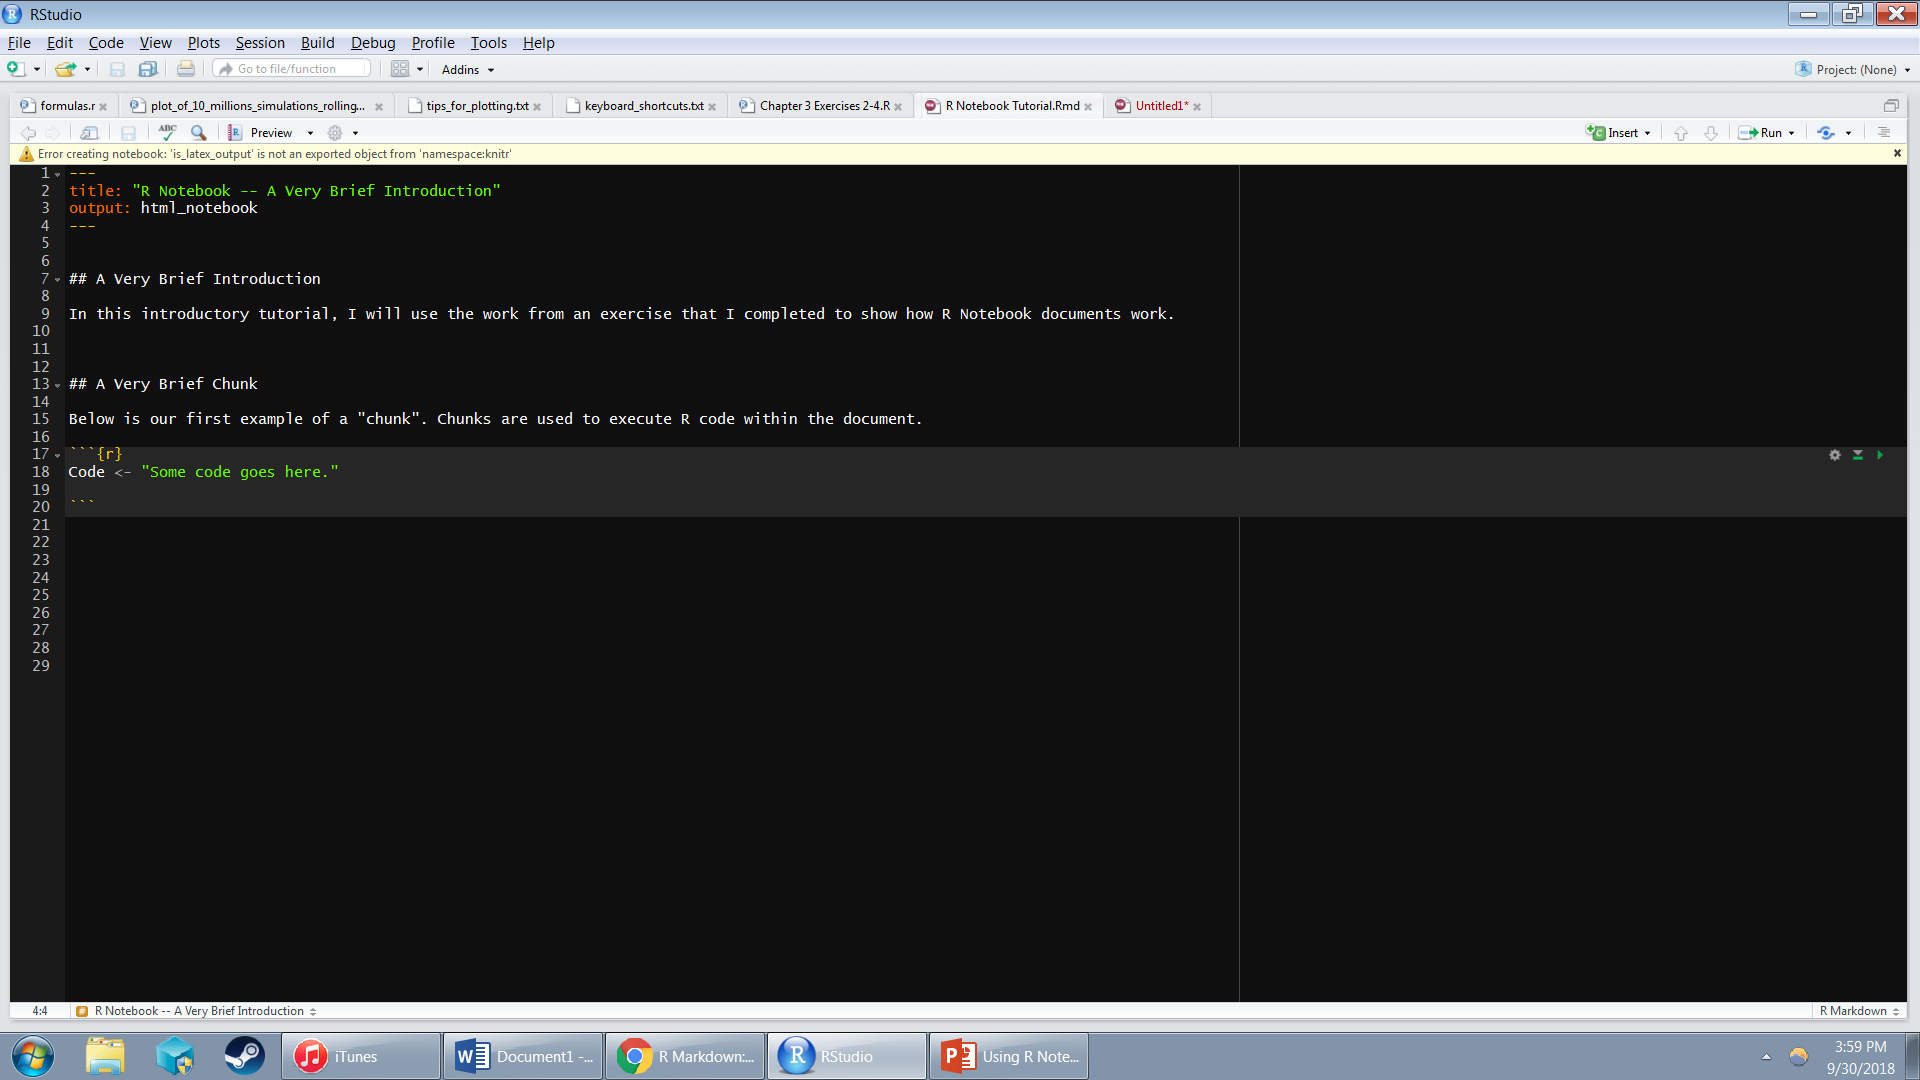 RStudio
File Edit Code View Plots Session Build Debug Profile Tools Help
Go to file/function Addins Project: (None)
formulas.r plot_of_10_millions_simulations_rolling... tips_for_plotting.txt keyboard_shortcuts.txt Chapter 3 Exercises 2-4.R R Notebook Tutorial.Rmd Untitled1*
ABC Preview Insert Run
Error creating notebook: 'is_latex_output' is not an exported object from 'namespace:knitr'
1 ---
2 title: "R Notebook -- A Very Brief Introduction"
3 output: html_notebook
4 ---
5
6
7 ## A Very Brief Introduction
8
9 In this introductory tutorial, I will use the work from an exercise that I completed to show how R Notebook documents work.
10
11
12
13 ## A Very Brief Chunk
14
15 Below is our first example of a "chunk". Chunks are used to execute R code within the document.
16
17 ```{r}
18 Code <- "Some code goes here."
19
20 ```
21
22
23
24
25
26
27
28
29
4:4 R Notebook -- A Very Brief Introduction R Markdown
iTunes Document1 -... R Markdown:... RStudio Using R Note... 3:59 PM
9/30/2018